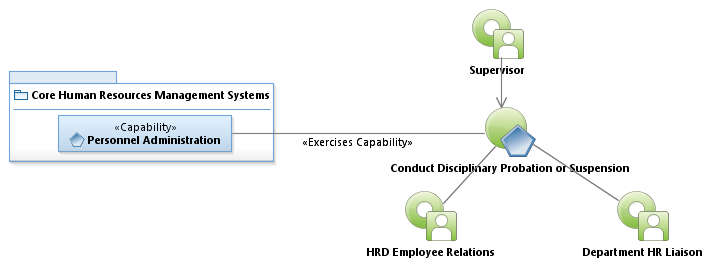 Supervisor
Core Human Resources Management Systems
«Capability»
Personnel Administration
«Exercises Capability»
Conduct Disciplinary Probation or Suspension
HRD Employee Relations
Department HR Liaison